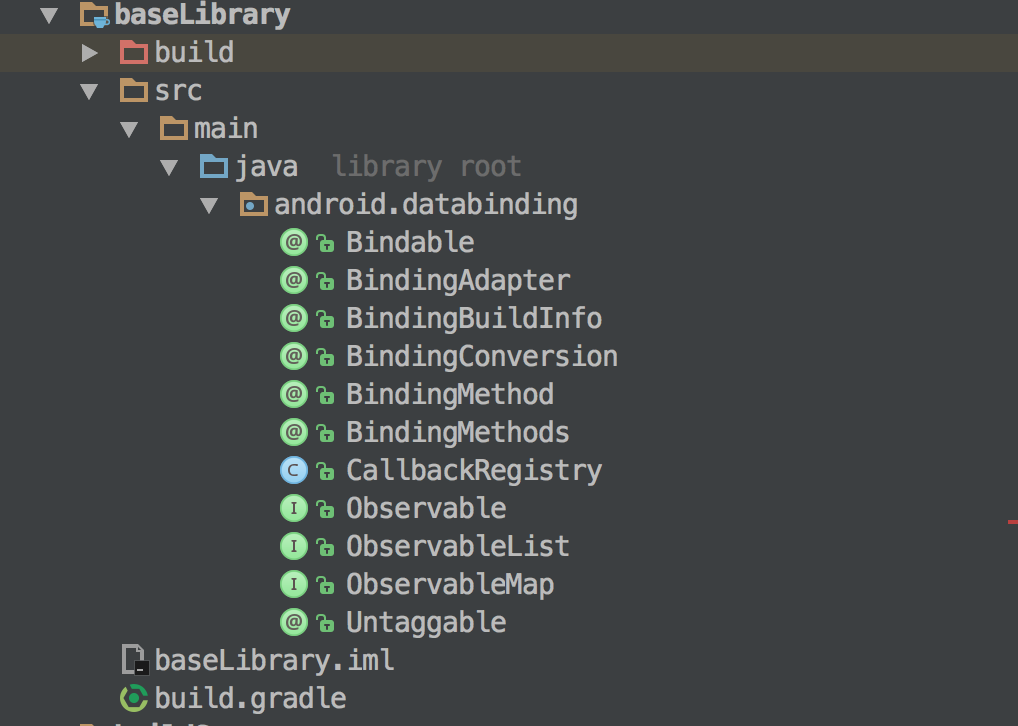 baseLibrary
build
src
main
java library root
android.databinding
Bindable
BindingAdapter
BindingBuildInfo
BindingConversion
BindingMethod
BindingMethods
CallbackRegistry
Observable
ObservableList
ObservableMap
Untaggable
baseLibrary.iml
build.gradle